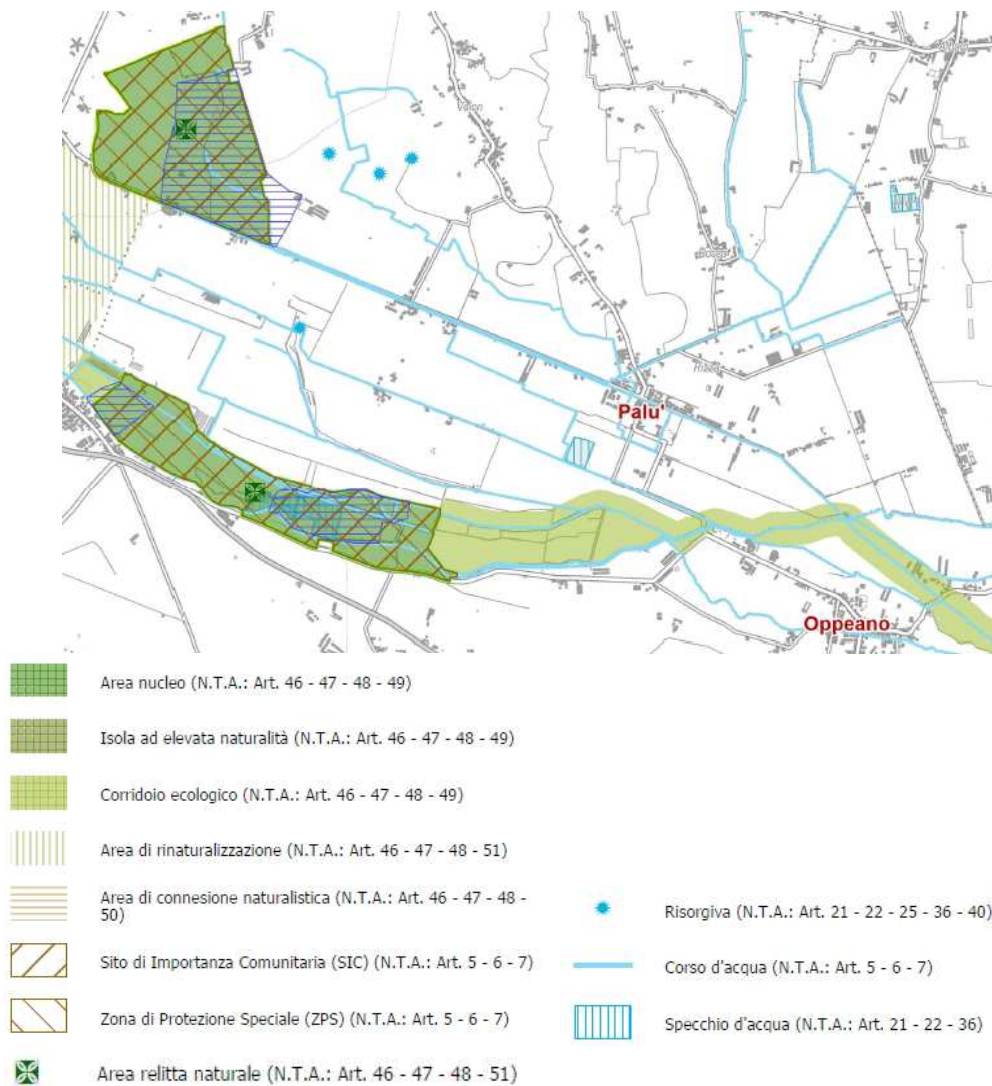 Palu'
Oppeano
Area nucleo (N.T.A.: Art. 46 - 47 - 48 - 49)
Isola ad elevata naturalità (N.T.A.: Art. 46 - 47 - 48 - 49)
Corridoio ecologico (N.T.A.: Art. 46 - 47 - 48 - 49)
Area di rinaturalizzazione (N.T.A.: Art. 46 - 47 - 48 - 51)
Area di connesione naturalistica (N.T.A.: Art. 46 - 47 - 48 -
50)
Sito di Importanza Comunitaria (SIC) (N.T.A.: Art. 5 - 6 - 7)
Zona di Protezione Speciale (ZPS) (N.T.A.: Art. 5 - 6 - 7)
Area relitta naturale (N.T.A.: Art. 46 - 47 - 48 - 51)
Risorgiva (N.T.A.: Art. 21 - 22 - 25 - 36 - 40)
Corso d'acqua (N.T.A.: Art. 5 - 6 - 7)
Specchio d'acqua (N.T.A.: Art. 21 - 22 - 36)